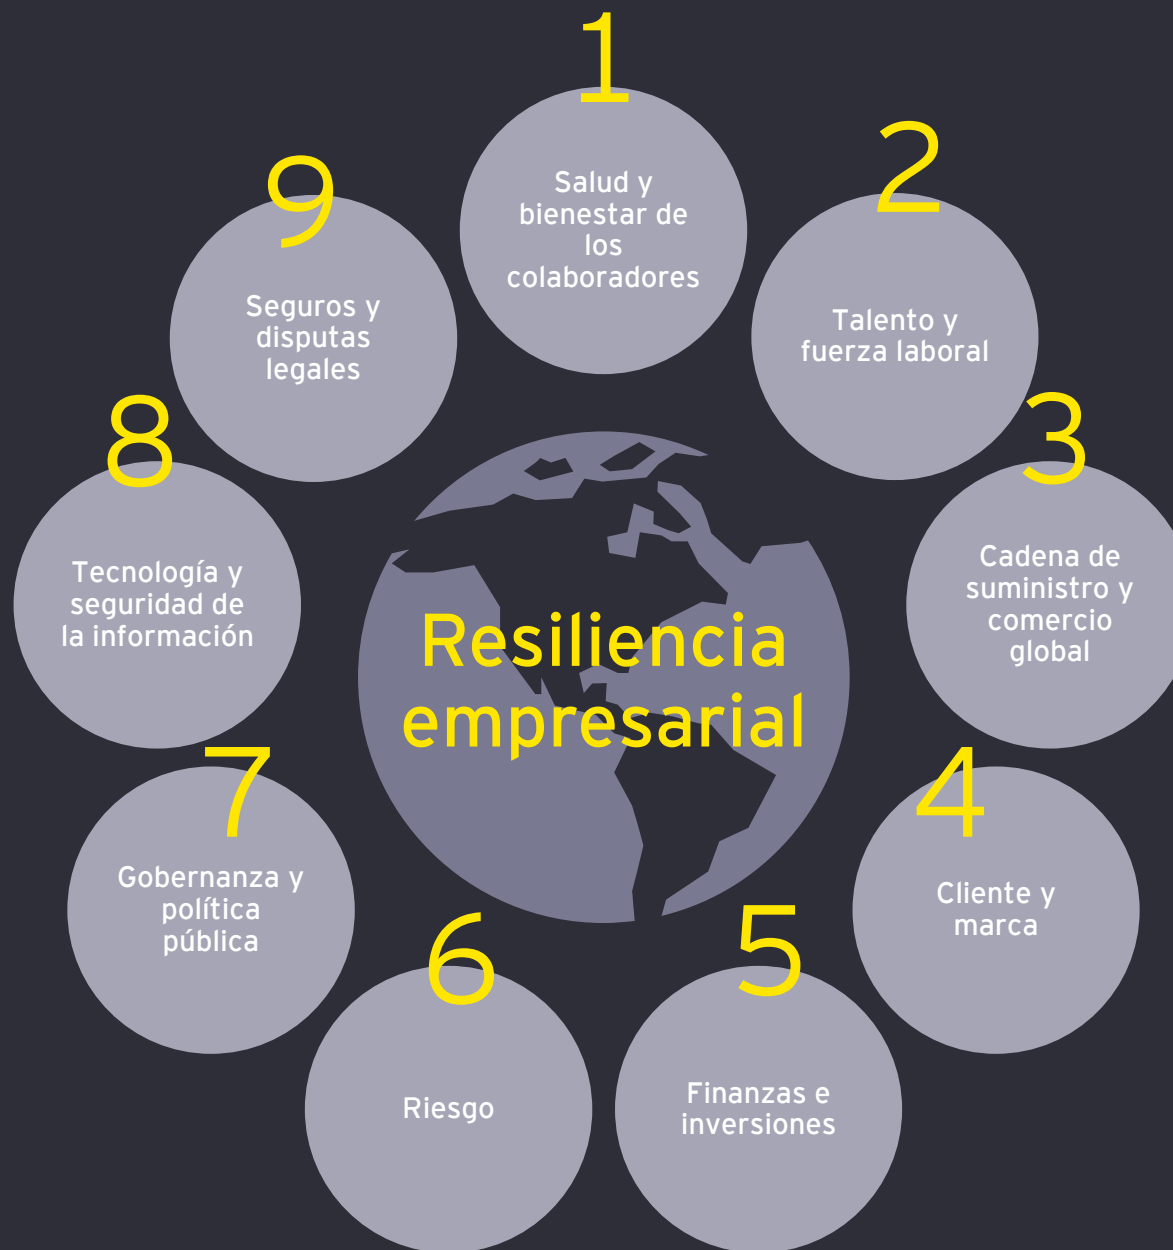 1
Salud y
bienestar de
los
colaboradores
2
Talento y
fuerza laboral
3
Cadena de
suministro y
comercio
global
4
Cliente y
marca
5
Finanzas e
inversiones
6
Riesgo
7
Gobernanza y
política
pública
8
Tecnología y
seguridad de
la información
9
Seguros y
disputas
legales
Resiliencia
empresarial